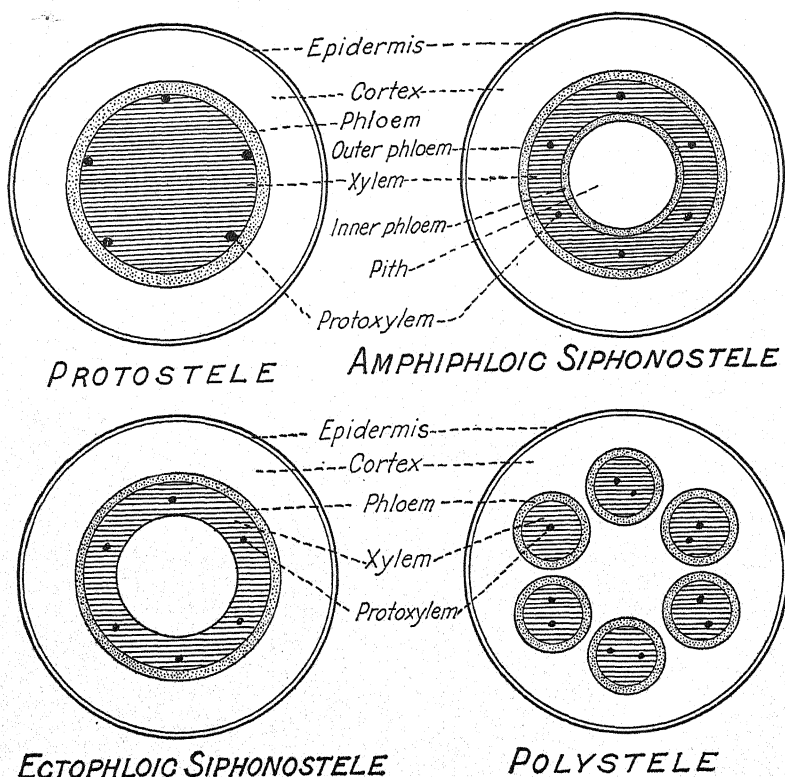 Epidermis
Cortex
Phloem
Outer phloem
Xylem
Inner phloem
Pith
Protoxylem
PROTOSTELE
AMPHIPHLOIC SIPHONOSTELE
Epidermis
Cortex
Phloem
Xylem
Protoxylem
ECTOPHLOIC SIPHONOSTELE
POLYSTELE